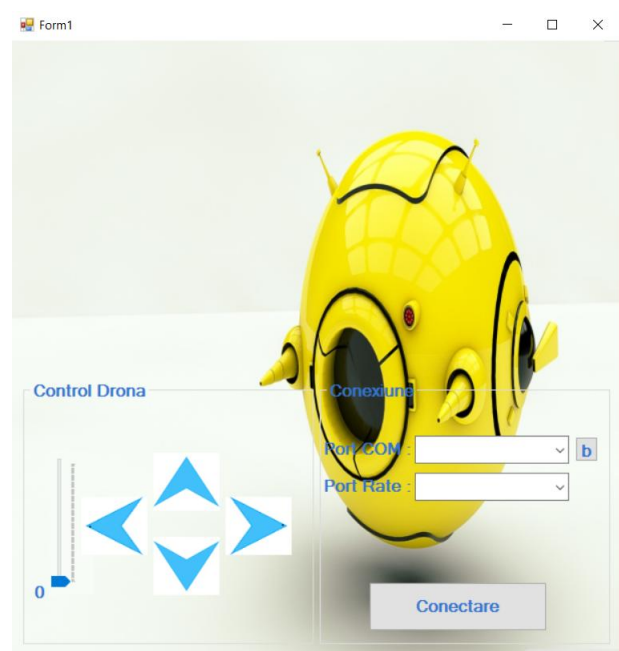 Form1
Control Drona
0
Conexiune
Port COM :
b
Port Rate :
Conectare